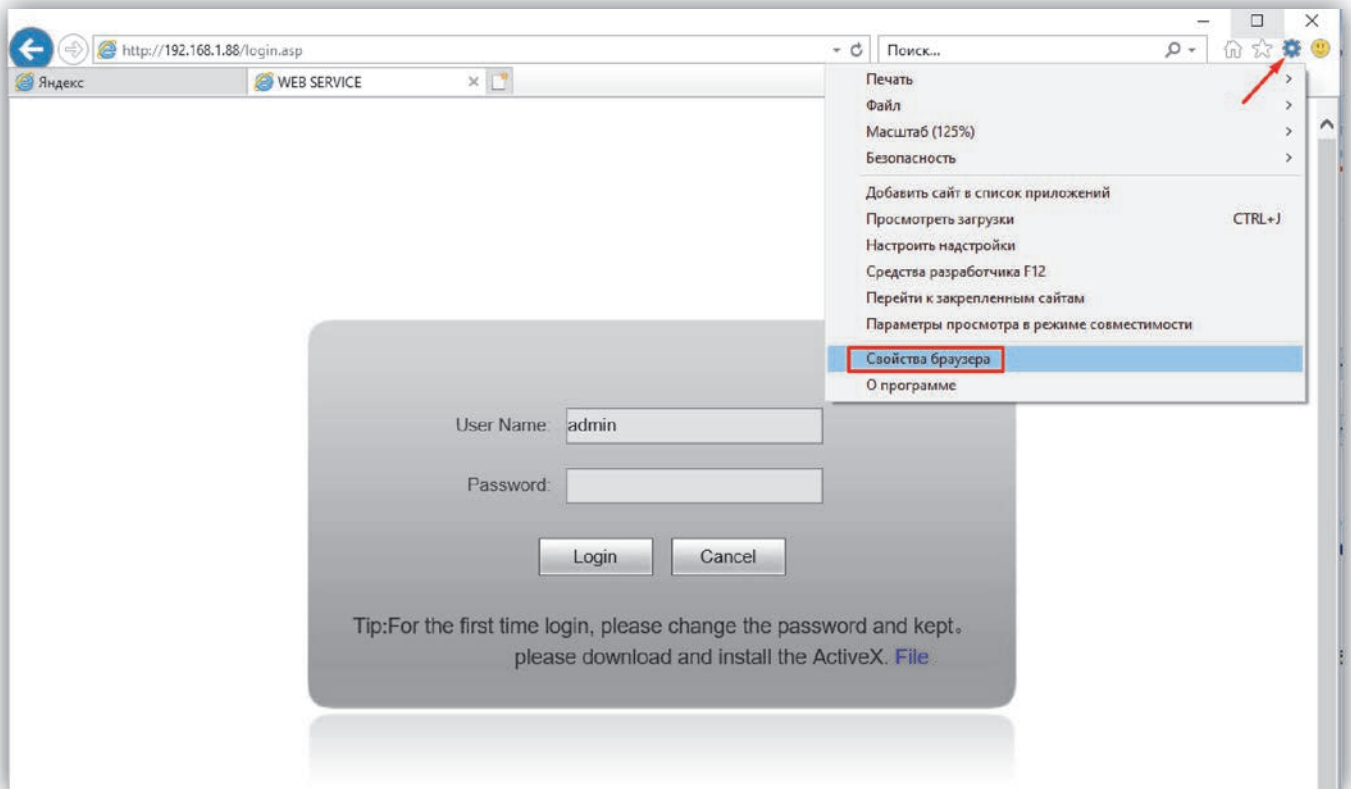 http://192.168.1.88/login.asp
Поиск...
Яндекс
WEB SERVICE
Печать
Файл
Масштаб (125%)
Безопасность
Добавить сайт в список приложений
Просмотреть загрузки CTRL+J
Настроить надстройки
Средства разработчика F12
Перейти к закрепленным сайтам
Параметры просмотра в режиме совместимости
Свойства браузера
О программе
User Name: admin
Password:
Login Cancel
Tip:For the first time login, please change the password and kept。
please download and install the ActiveX. File